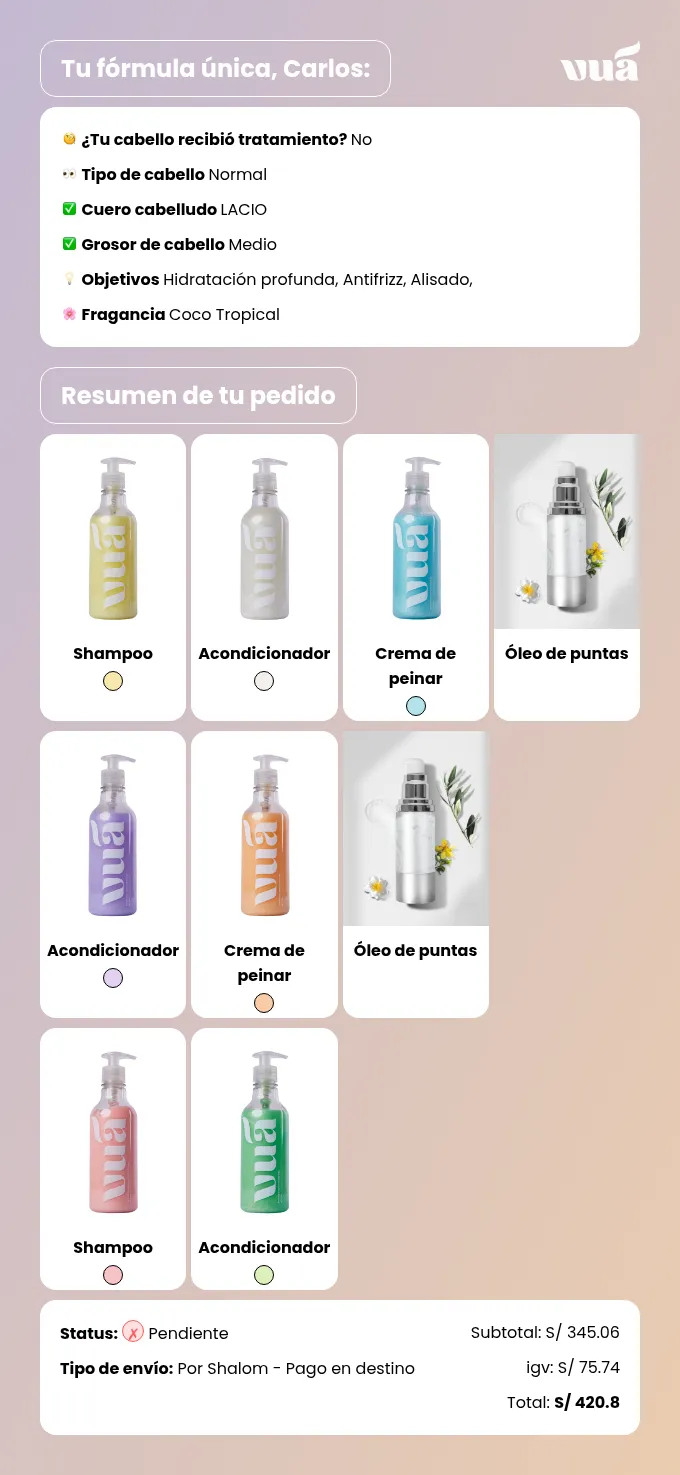 Tu fórmula única, Carlos:
vuá
¿Tu cabello recibió tratamiento? No
Tipo de cabello Normal
Cuero cabelludo LACIO
Grosor de cabello Medio
Objetivos Hidratación profunda, Antifrizz, Alisado,
Fragancia Coco Tropical
Resumen de tu pedido
vuá
vuá
vuá
Shampoo
Acondicionador
Crema de
peinar
Óleo de puntas
vuá
vuá
Acondicionador
Crema de
peinar
Óleo de puntas
vuá
vuá
Shampoo
Acondicionador
Status: ✗ Pendiente
Subtotal: S/ 345.06
Tipo de envío: Por Shalom - Pago en destino
igv: S/ 75.74
Total: S/ 420.8